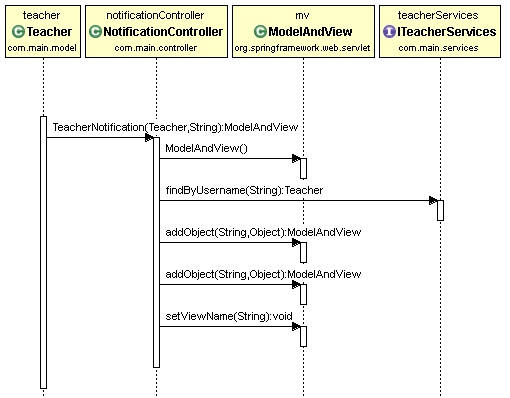 teacher notificationController mv teacherServices
C Teacher C NotificationController C ModelAndView I ITeacherServices
com.main.model com.main.controller org.springframework.web.servlet com.main.services
TeacherNotification(Teacher,String):ModelAndView
ModelAndView()
findByUsername(String):Teacher
addObject(String,Object):ModelAndView
addObject(String,Object):ModelAndView
setViewName(String):void